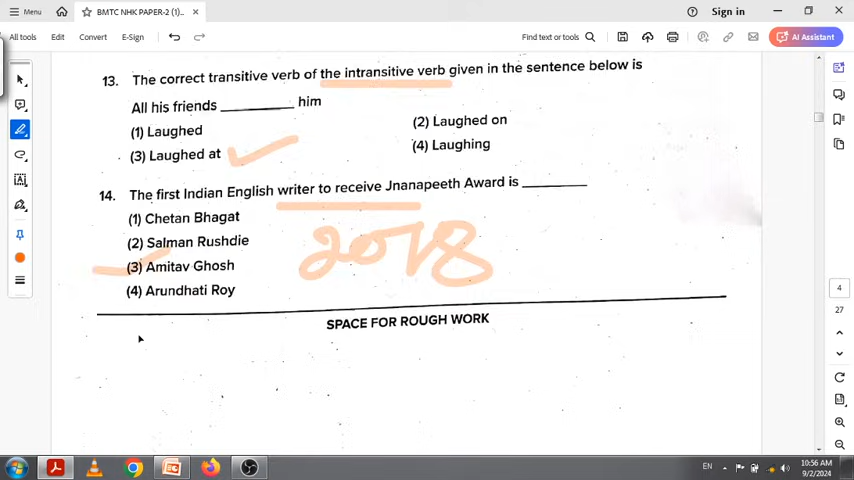 Menu
BMTC NHK PAPER-2 (1)...
Sign in
All tools Edit Convert E-Sign
Find text or tools
AI Assistant
13. The correct transitive verb of the intransitive verb given in the sentence below is
All his friends __________ him
(1) Laughed
(2) Laughed on
(3) Laughed at
(4) Laughing
14. The first Indian English writer to receive Jnanapeeth Award is __________
(1) Chetan Bhagat
(2) Salman Rushdie
(3) Amitav Ghosh
(4) Arundhati Roy
2018
SPACE FOR ROUGH WORK
4
27
EN
10:56 AM
9/2/2024